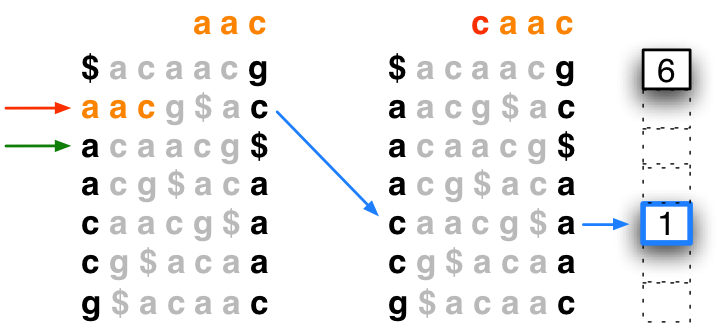 a a c c a a c
$ a c a a c g $ a c a a c g 6
a a c g $ a c a a c g $ a c
a c a a c g $ a c a a c g $
a c g $ a c a a c g $ a c a
c a a c g $ a c a a c g $ a 1
c g $ a c a a c g $ a c a a
g $ a c a a c g $ a c a a c